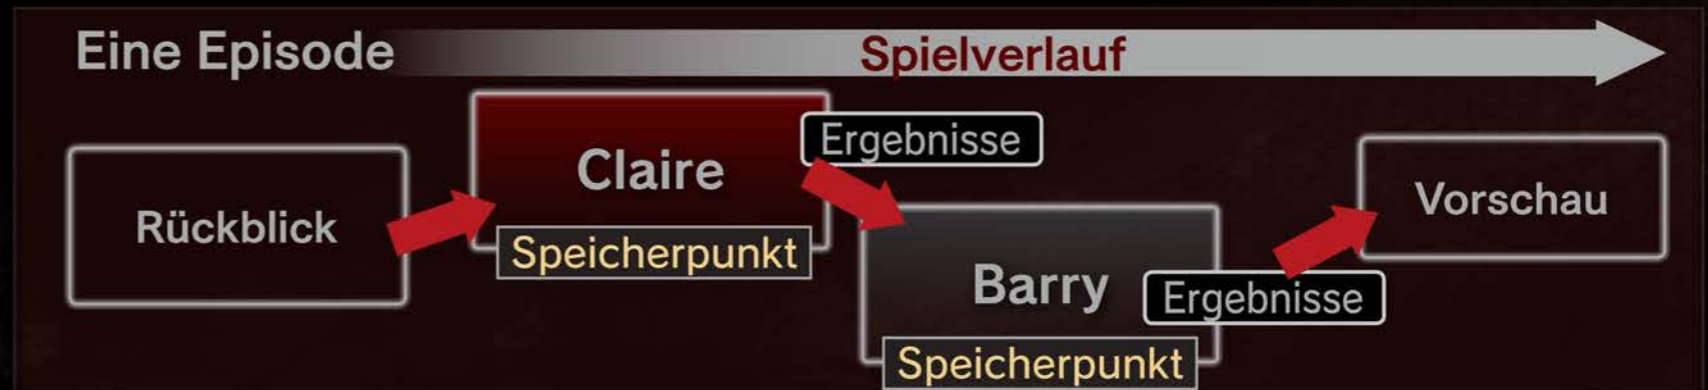 Eine Episode
Spielverlauf
Rückblick
Claire
Speicherpunkt
Ergebnisse
Barry
Speicherpunkt
Ergebnisse
Vorschau